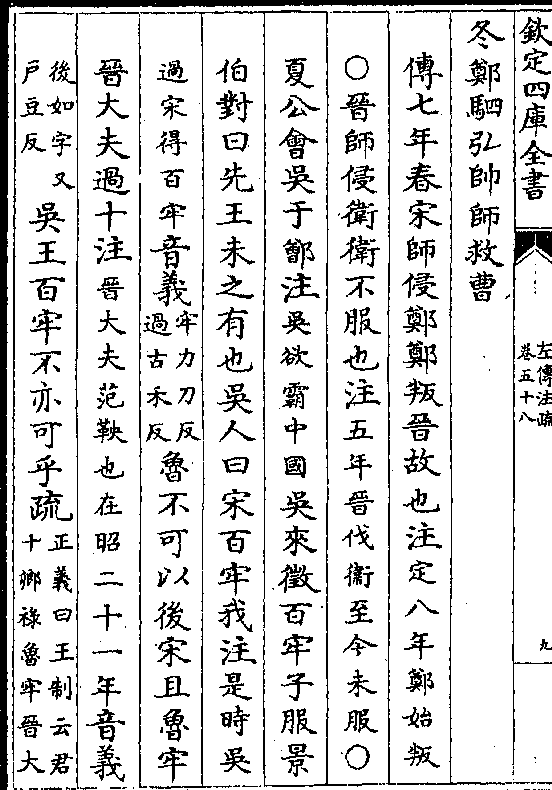 欽定四庫全書
左傳注疏
卷五十八
九
冬鄭駟弘帥師救曹
傳七年春宋師侵鄭鄭叛晉故也注定八年鄭始叛
○晉師侵衛衛不服也注五年晉伐衞至今未服○
夏公會吳于鄫注吳欲霸中國吳來徵百牢子服景
伯對曰先王未之有也吳人曰宋百牢我注是時吳
過宋得百牢音義牢力刀反過古禾反魯不可以後宋且魯牢
晉大夫過十注晉大夫范鞅也在昭二十一年音義
後如字又戶豆反吳王百牢不亦可乎疏正義曰王制云君十卿祿魯牢晉大